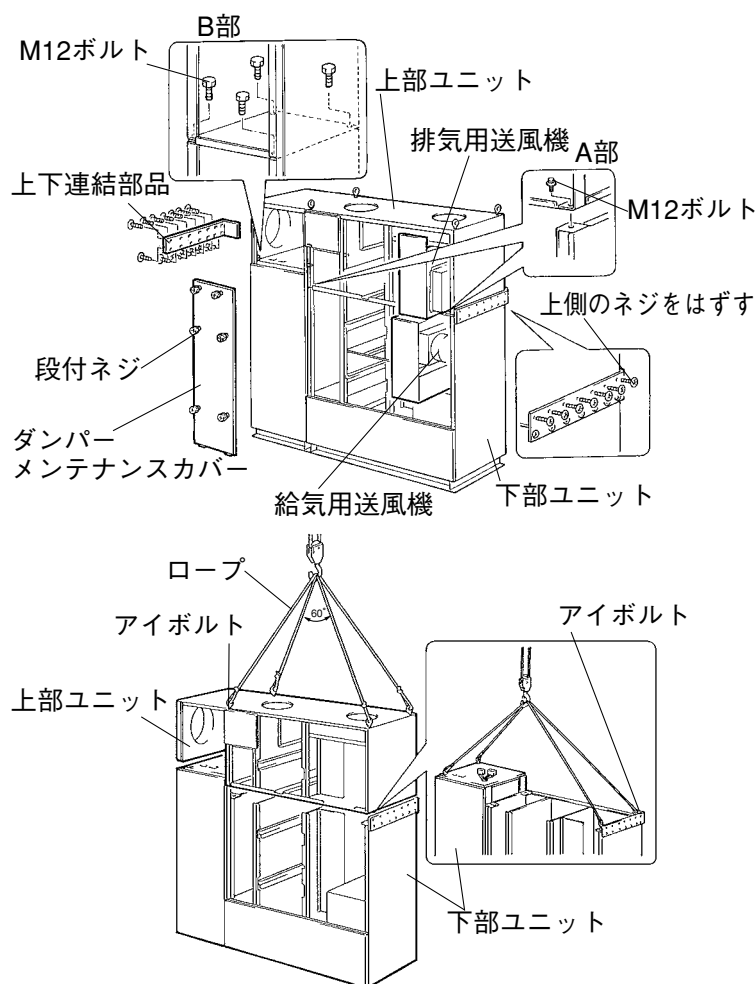 B部
M12ボルト
上部ユニット
排気用送風機
A部
上下連結部品
M12ボルト
上側のネジをはずす
段付ネジ
ダンパー
メンテナンスカバー
給気用送風機
下部ユニット
ロープ
60°
アイボルト
アイボルト
上部ユニット
下部ユニット